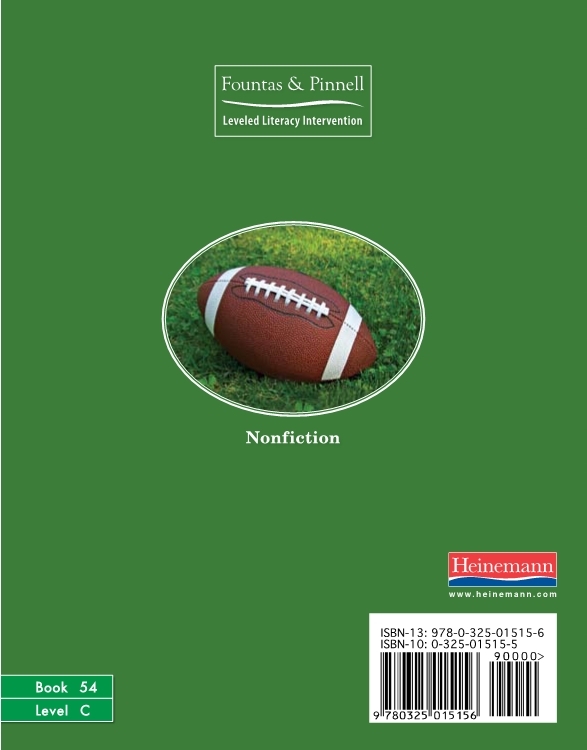 Fountas & Pinnell
Leveled Literacy Intervention
Nonfiction
Heinemann
www.heinemann.com
ISBN-13: 978-0-325-01515-6
ISBN-10: 0-325-01515-5
90000>
9 780325 015156
Book 54
Level C